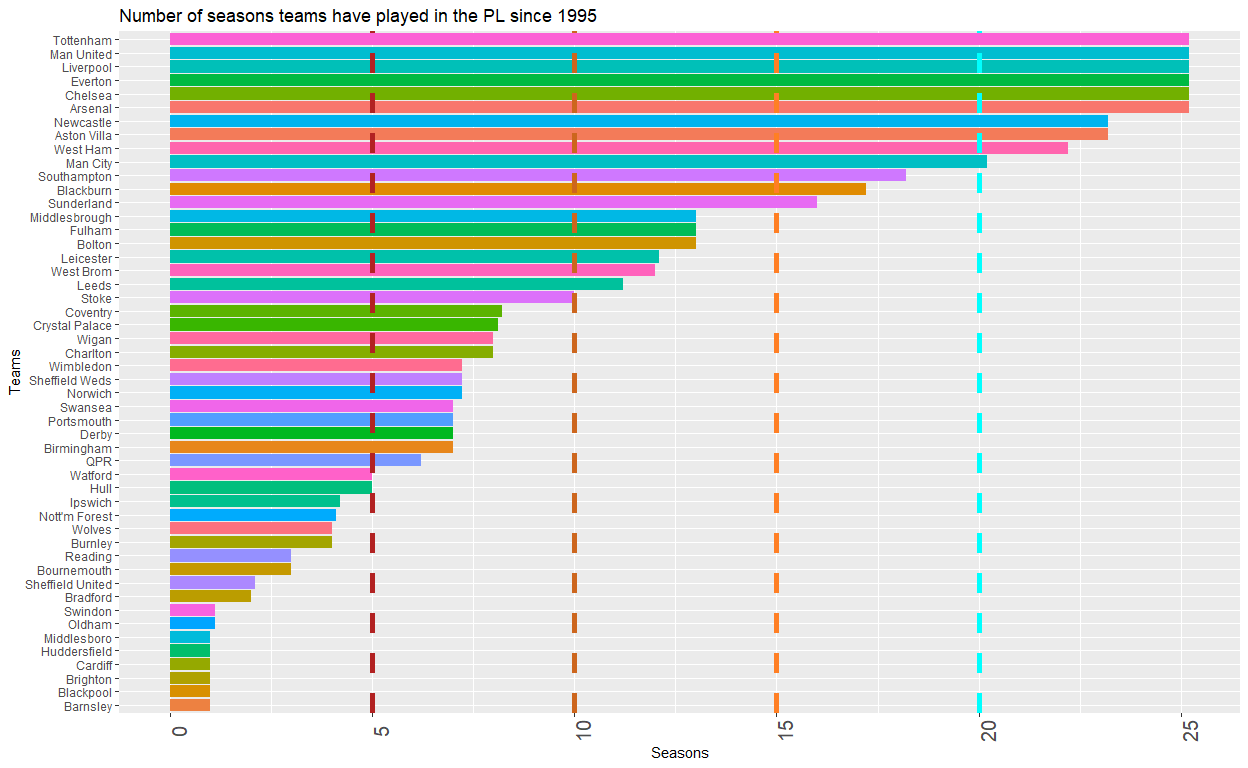 Number of seasons teams have played in the PL since 1995
Teams
Tottenham
Man United
Liverpool
Everton
Chelsea
Arsenal
Newcastle
Aston Villa
West Ham
Man City
Southampton
Blackburn
Sunderland
Middlesbrough
Fulham
Bolton
Leicester
West Brom
Leeds
Stoke
Coventry
Crystal Palace
Wigan
Charlton
Wimbledon
Sheffield Weds
Norwich
Swansea
Portsmouth
Derby
Birmingham
QPR
Watford
Hull
Ipswich
Nott'm Forest
Wolves
Burnley
Reading
Bournemouth
Sheffield United
Bradford
Swindon
Oldham
Middlesboro
Huddersfield
Cardiff
Brighton
Blackpool
Barnsley
0 5 10 15 20 25
Seasons